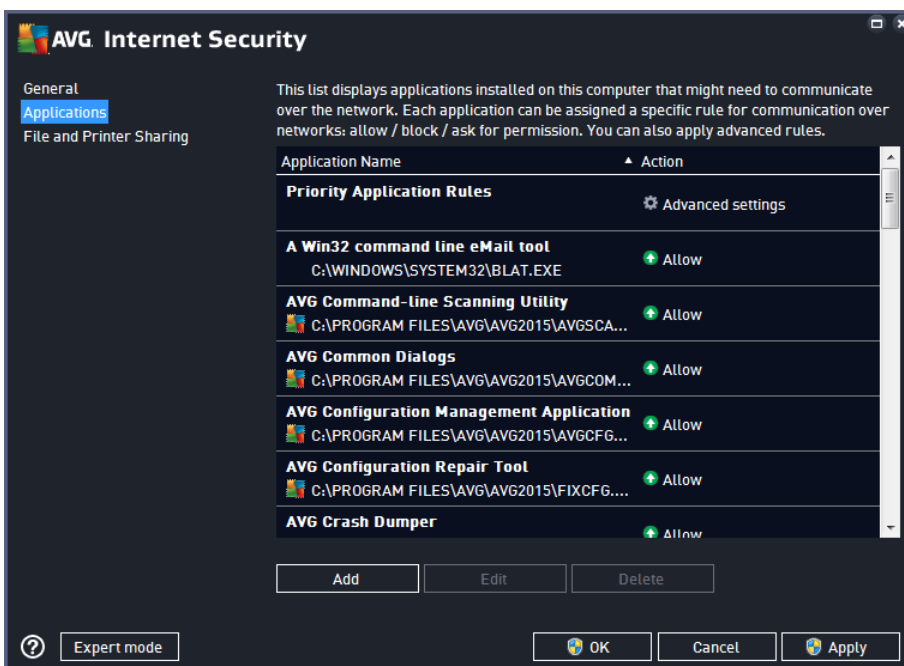 AVG Internet Security
General
Applications
File and Printer Sharing
This list displays applications installed on this computer that might need to communicate
over the network. Each application can be assigned a specific rule for communication over
networks: allow / block / ask for permission. You can also apply advanced rules.
Application Name ▲ Action
Priority Application Rules
Advanced settings
A Win32 command line eMail tool
C:\WINDOWS\SYSTEM32\BLAT.EXE
Allow
AVG Command-line Scanning Utility
C:\PROGRAM FILES\AVG\AVG2015\AVGSCA...
Allow
AVG Common Dialogs
C:\PROGRAM FILES\AVG\AVG2015\AVGCOM...
Allow
AVG Configuration Management Application
C:\PROGRAM FILES\AVG\AVG2015\AVGCFG...
Allow
AVG Configuration Repair Tool
C:\PROGRAM FILES\AVG\AVG2015\FIXCFG....
Allow
AVG Crash Dumper
Allow
Add Edit Delete
? Expert mode OK Cancel Apply